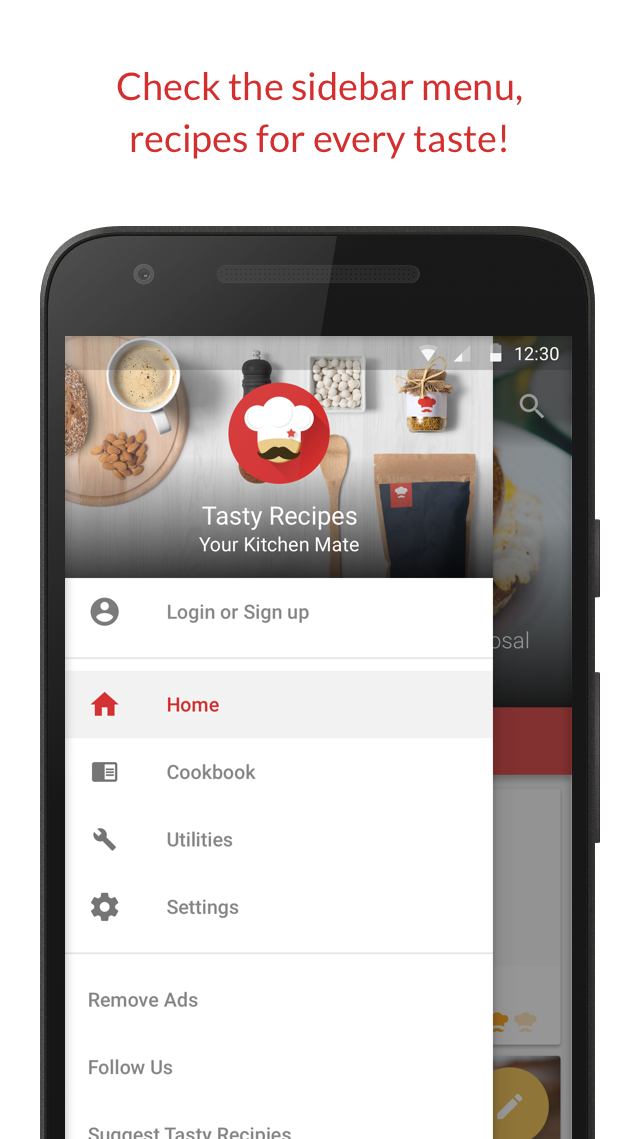 Check the sidebar menu,
recipes for every taste!
12:30
Tasty Recipes
Your Kitchen Mate
Login or Sign up
osal
Home
Cookbook
Utilities
Settings
Remove Ads
Follow Us
Suggest Tasty Recipies